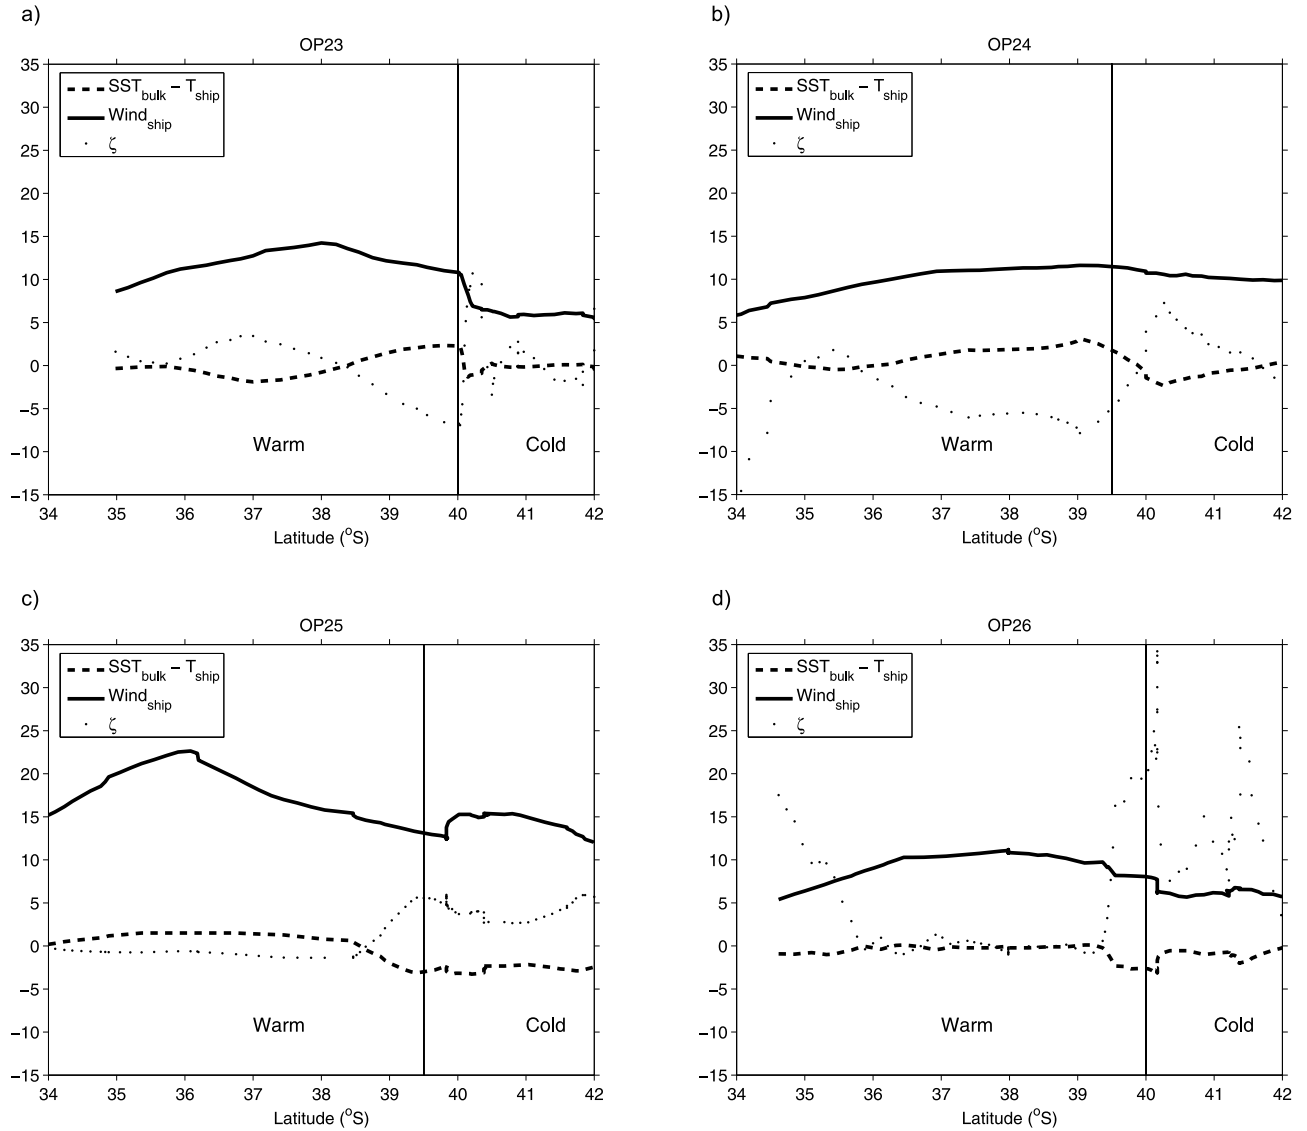 a)
OP23
SST_bulk − T_ship
Wind_ship
ζ
35
30
25
20
15
10
5
0
−5
−10
−15
Warm
Cold
34 35 36 37 38 39 40 41 42
Latitude (°S)
b)
OP24
SST_bulk − T_ship
Wind_ship
ζ
35
30
25
20
15
10
5
0
−5
−10
−15
Warm
Cold
34 35 36 37 38 39 40 41 42
Latitude (°S)
c)
OP25
SST_bulk − T_ship
Wind_ship
ζ
35
30
25
20
15
10
5
0
−5
−10
−15
Warm
Cold
34 35 36 37 38 39 40 41 42
Latitude (°S)
d)
OP26
SST_bulk − T_ship
Wind_ship
ζ
35
30
25
20
15
10
5
0
−5
−10
−15
Warm
Cold
34 35 36 37 38 39 40 41 42
Latitude (°S)